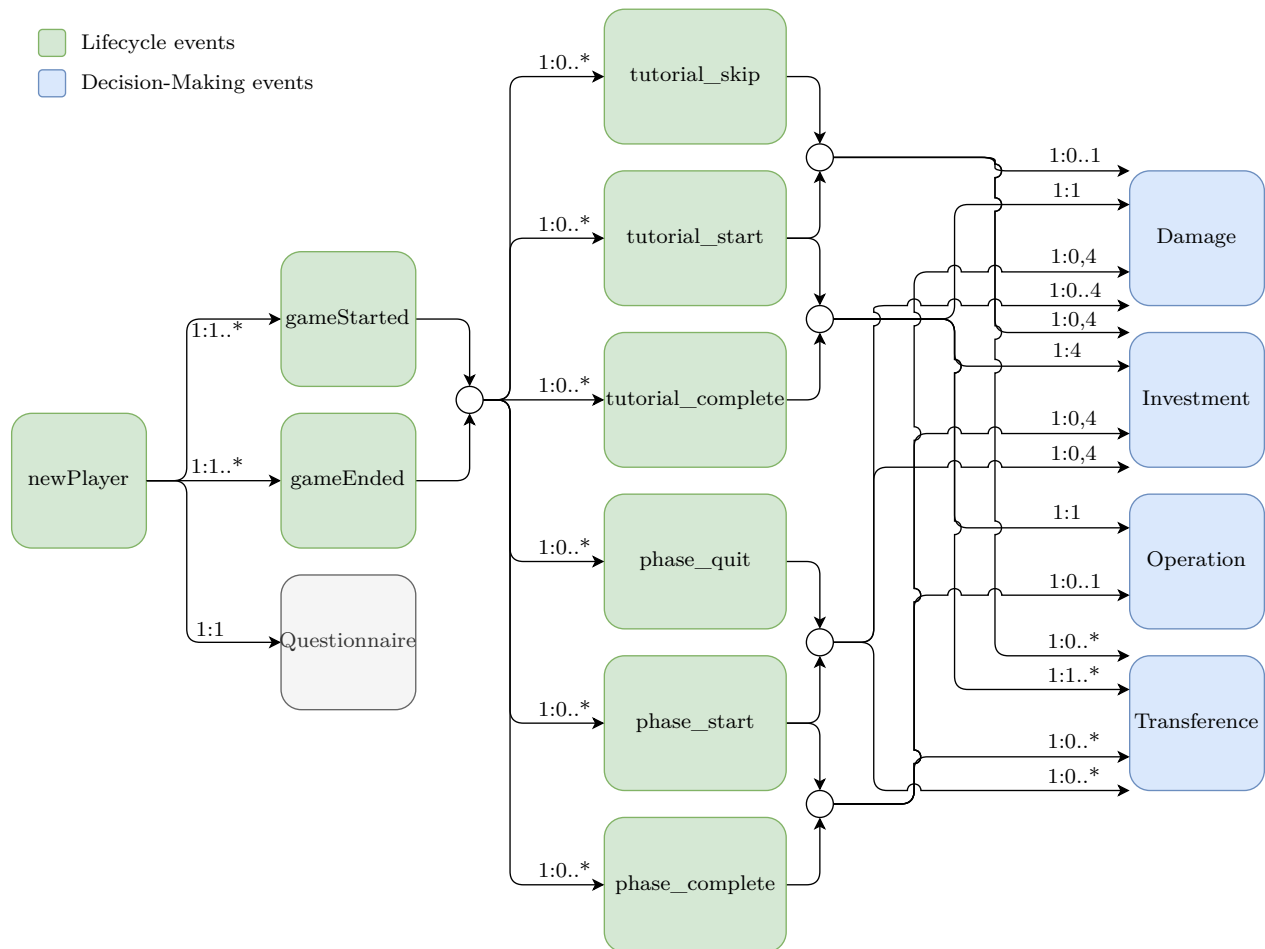 Lifecycle events
Decision-Making events
1:0..*
tutorial_skip
1:0..*
tutorial_start
1:0..*
tutorial_complete
1:0..*
phase_quit
1:0..*
phase_start
1:0..*
phase_complete
1:1..*
gameStarted
1:1..*
gameEnded
newPlayer
1:1
Questionnaire
1:0..1
1:1
Damage
1:0,4
1:0..4
1:0,4
1:4
Investment
1:0,4
1:0,4
1:1
Operation
1:0..1
1:0..*
1:1..*
Transference
1:0..*
1:0..*